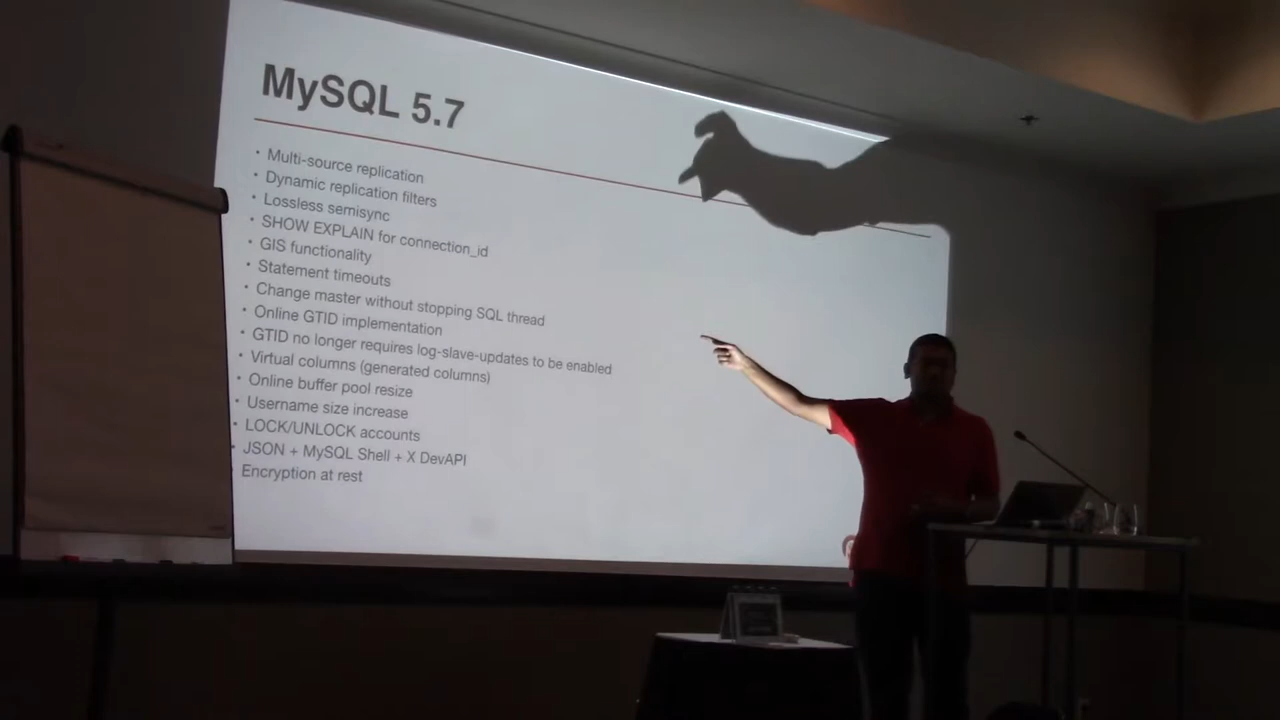 MySQL 5.7
• Multi-source replication
• Dynamic replication filters
• Lossless semisync
• SHOW EXPLAIN for connection_id
• GIS functionality
• Statement timeouts
• Change master without stopping SQL thread
• Online GTID implementation
• GTID no longer requires log-slave-updates to be enabled
• Virtual columns (generated columns)
• Online buffer pool resize
• Username size increase
• LOCK/UNLOCK accounts
• JSON + MySQL Shell + X DevAPI
• Encryption at rest